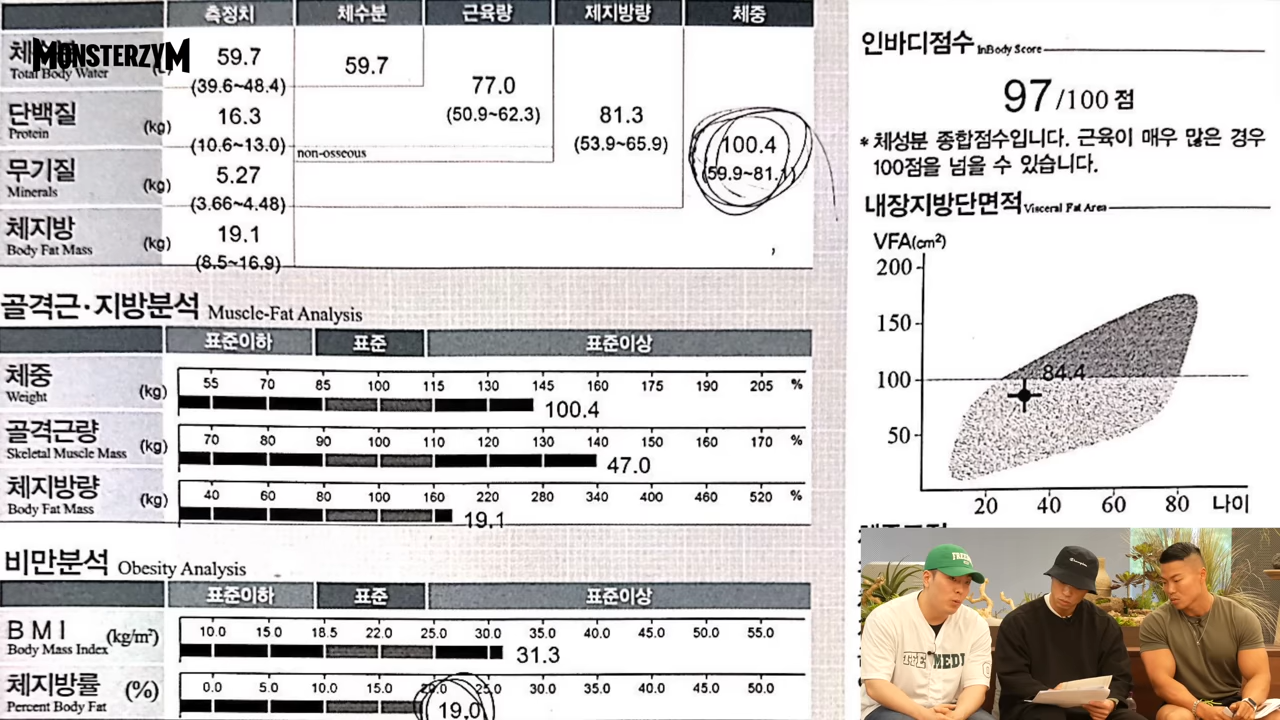 측정치 체수분 근육량 제지방량 체중
MONSTERZYM
Total Body Water 59.7 59.7 77.0 81.3 100.4
(39.6~48.4) (50.9~62.3) (53.9~65.9) (59.9~81.
단백질 Protein (kg) 16.3
(10.6~13.0)
non-osseous
무기질 Minerals (kg) 5.27
(3.66~4.48)
체지방 Body Fat Mass (kg) 19.1
(8.5~16.9)
골격근·지방분석 Muscle-Fat Analysis
표준이하 표준 표준이상
체중 Weight (kg) 55 70 85 100 115 130 145 160 175 190 205 %
100.4
골격근량 Skeletal Muscle Mass (kg) 70 80 90 100 110 120 130 140 150 160 170 %
47.0
체지방량 Body Fat Mass (kg) 40 60 80 100 160 220 280 340 400 460 520 %
19.1
비만분석 Obesity Analysis
표준이하 표준 표준이상
BMI Body Mass Index (kg/m²) 10.0 15.0 18.5 22.0 25.0 30.0 35.0 40.0 45.0 50.0 55.0
31.3
체지방률 Percent Body Fat (%) 0.0 5.0 10.0 15.0 20.0 25.0 30.0 35.0 40.0 45.0 50.0
19.0
인바디점수 InBody Score
97/100 점
* 체성분 종합점수입니다. 근육이 매우 많은 경우
100점을 넘을 수 있습니다.
내장지방단면적 Visceral Fat Area
VFA(cm²)
200
150
100
84.4
50
20 40 60 80 나이